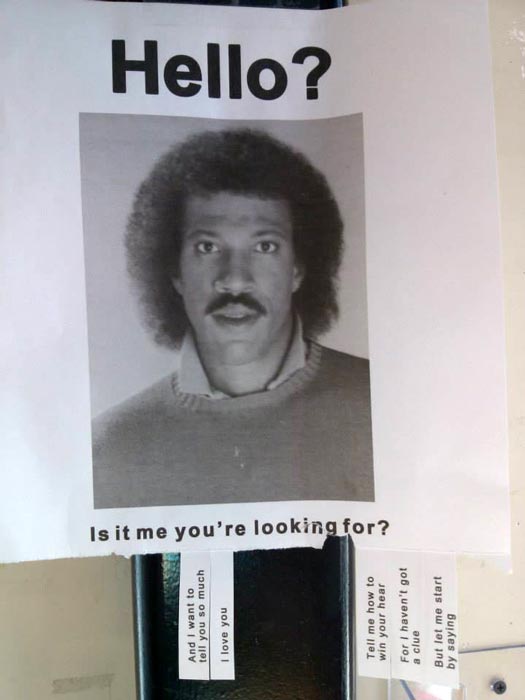 Hello?
Is it me you're looking for?
And I want to
tell you so much
I love you
Tell me how to
win your hear
For I haven't got
a clue
But let me start
by saying